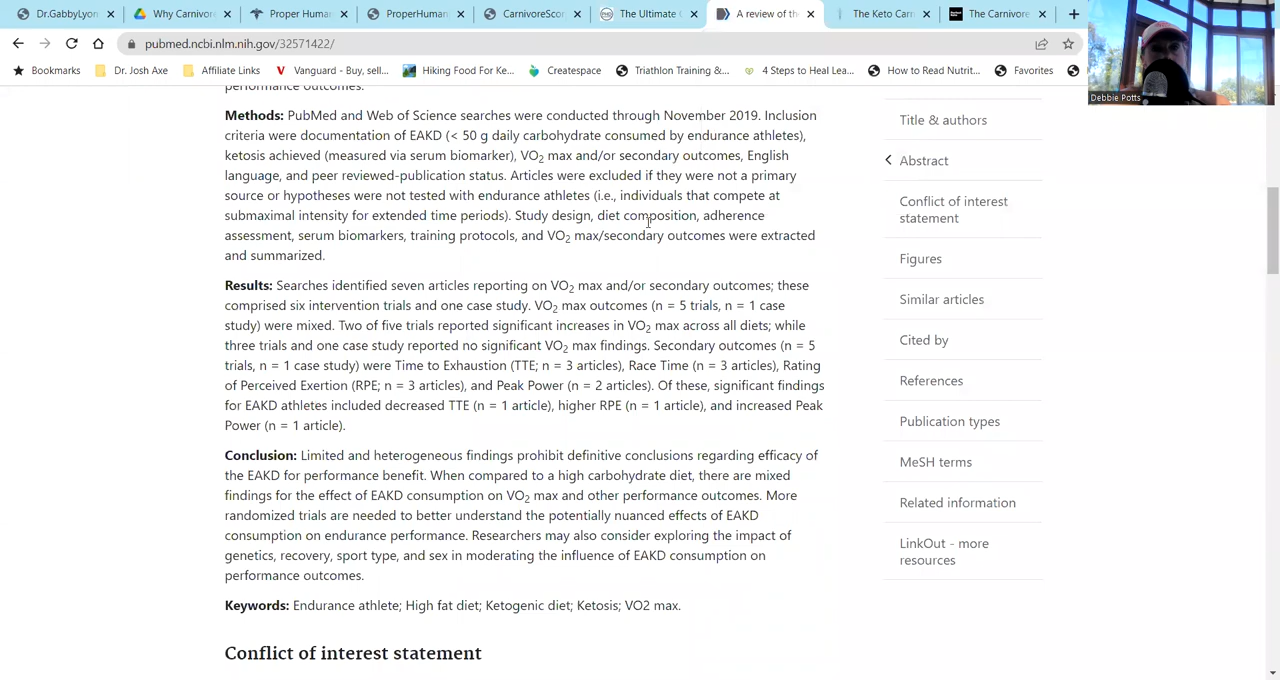 Dr.GabbyLyon
Why Carnivore
Proper Human
ProperHuman
CarnivoreScor
The Ultimate C
A review of the
The Keto Carn
The Carnivore
pubmed.ncbi.nlm.nih.gov/32571422/
Bookmarks
Dr. Josh Axe
Affiliate Links
Vanguard - Buy, sell...
Hiking Food For Ke...
Createspace
Triathlon Training &...
4 Steps to Heal Lea...
How to Read Nutrit...
Favorites
Debbie Potts
performance outcomes.
Methods: PubMed and Web of Science searches were conducted through November 2019. Inclusion
criteria were documentation of EAKD (< 50 g daily carbohydrate consumed by endurance athletes),
ketosis achieved (measured via serum biomarker), VO2 max and/or secondary outcomes, English
language, and peer reviewed-publication status. Articles were excluded if they were not a primary
source or hypotheses were not tested with endurance athletes (i.e., individuals that compete at
submaximal intensity for extended time periods). Study design, diet composition, adherence
assessment, serum biomarkers, training protocols, and VO2 max/secondary outcomes were extracted
and summarized.
Results: Searches identified seven articles reporting on VO2 max and/or secondary outcomes; these
comprised six intervention trials and one case study. VO2 max outcomes (n = 5 trials, n = 1 case
study) were mixed. Two of five trials reported significant increases in VO2 max across all diets; while
three trials and one case study reported no significant VO2 max findings. Secondary outcomes (n = 5
trials, n = 1 case study) were Time to Exhaustion (TTE; n = 3 articles), Race Time (n = 3 articles), Rating
of Perceived Exertion (RPE; n = 3 articles), and Peak Power (n = 2 articles). Of these, significant findings
for EAKD athletes included decreased TTE (n = 1 article), higher RPE (n = 1 article), and increased Peak
Power (n = 1 article).
Conclusion: Limited and heterogeneous findings prohibit definitive conclusions regarding efficacy of
the EAKD for performance benefit. When compared to a high carbohydrate diet, there are mixed
findings for the effect of EAKD consumption on VO2 max and other performance outcomes. More
randomized trials are needed to better understand the potentially nuanced effects of EAKD
consumption on endurance performance. Researchers may also consider exploring the impact of
genetics, recovery, sport type, and sex in moderating the influence of EAKD consumption on
performance outcomes.
Keywords: Endurance athlete; High fat diet; Ketogenic diet; Ketosis; VO2 max.
Conflict of interest statement
Title & authors
Abstract
Conflict of interest
statement
Figures
Similar articles
Cited by
References
Publication types
MeSH terms
Related information
LinkOut - more
resources